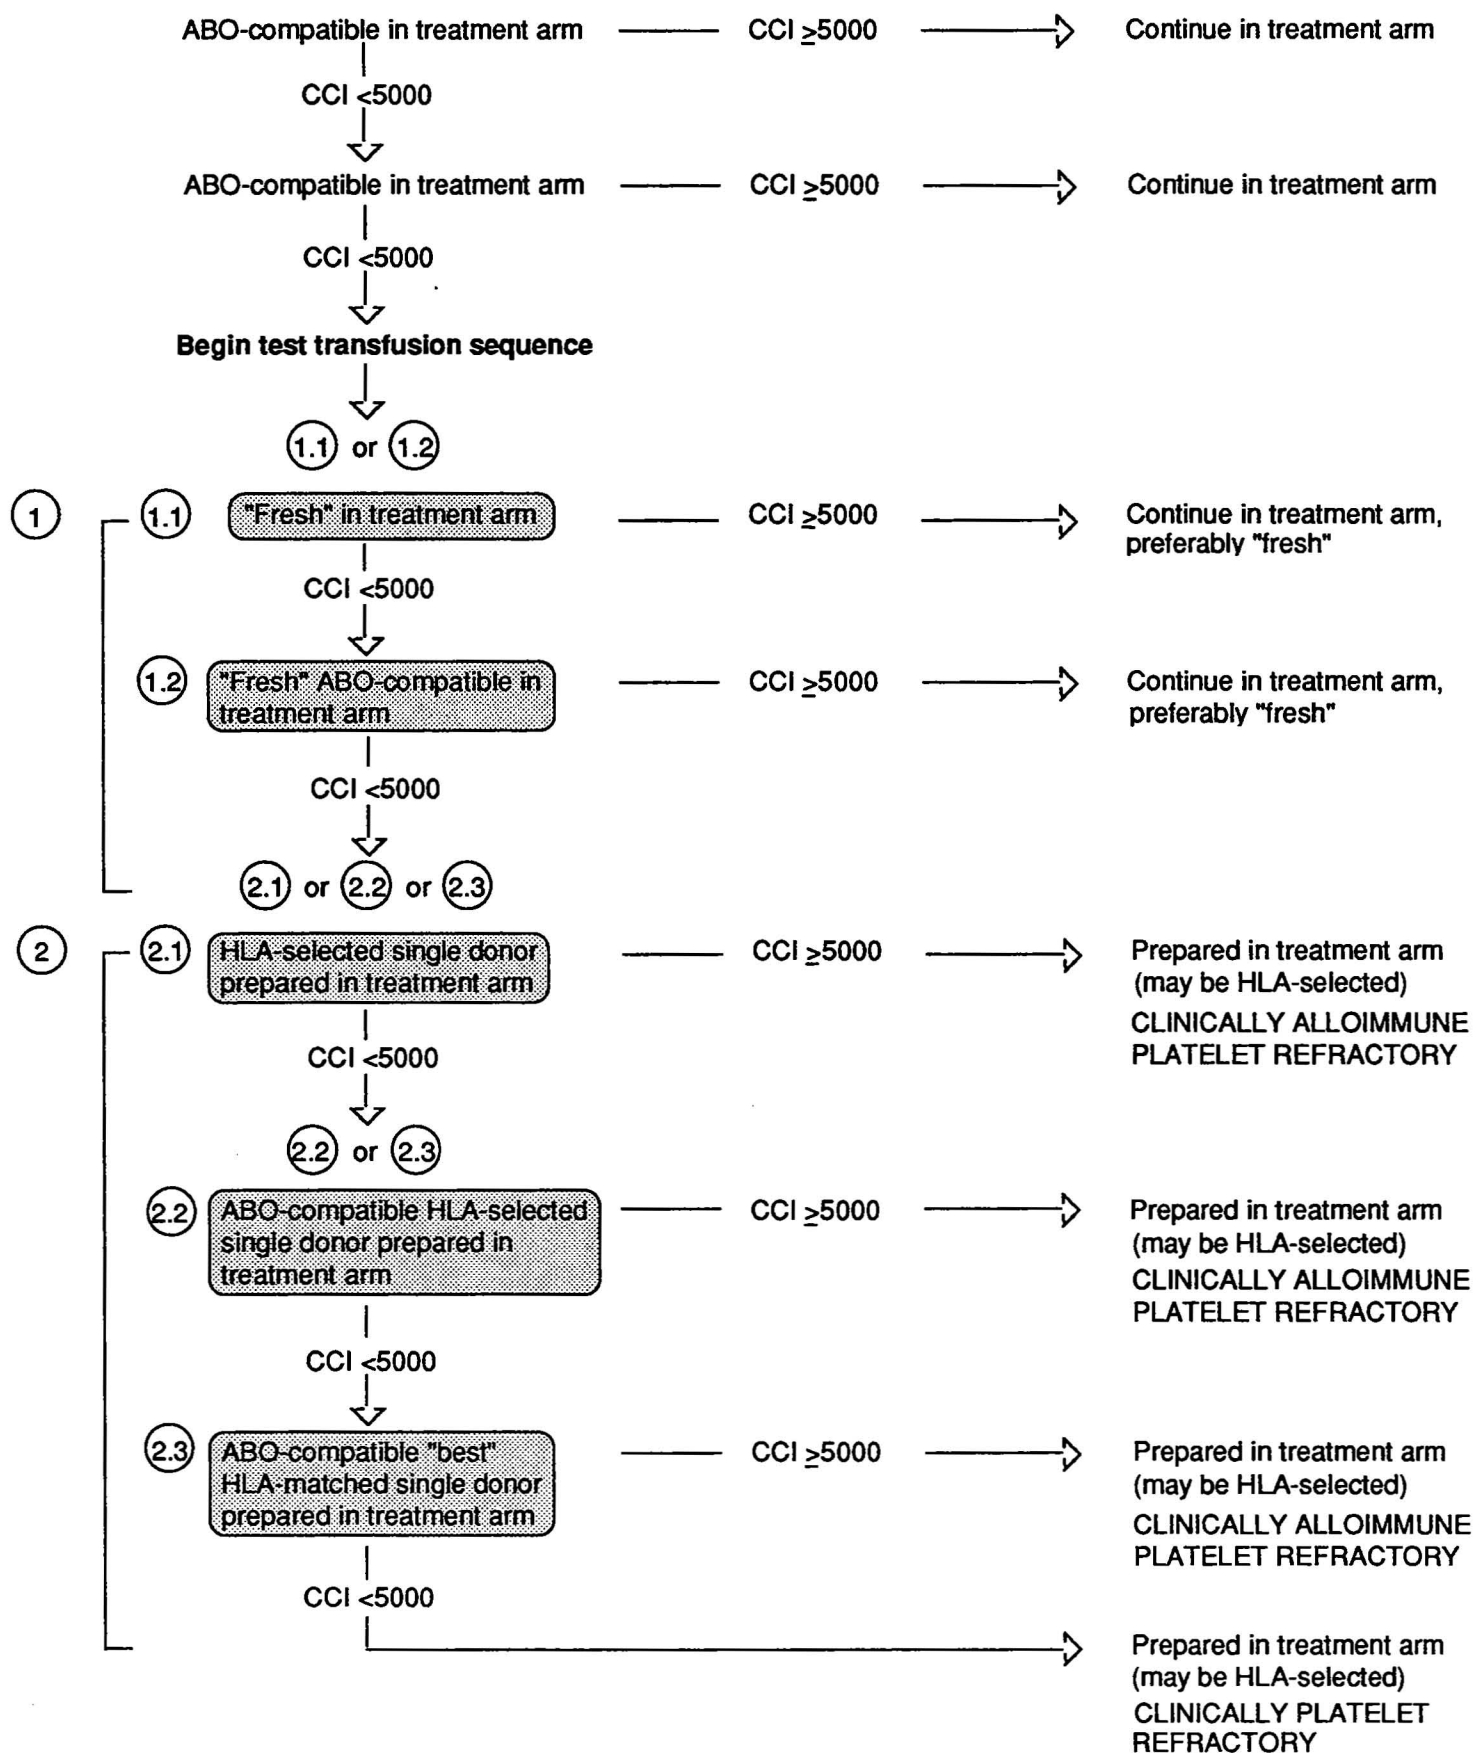 ABO-compatible in treatment arm CCI ≥5000 Continue in treatment arm
CCI <5000
ABO-compatible in treatment arm CCI ≥5000 Continue in treatment arm
CCI <5000
Begin test transfusion sequence
1.1 or 1.2
1 1.1 "Fresh" in treatment arm CCI ≥5000 Continue in treatment arm,
preferably "fresh"
CCI <5000
1.2 "Fresh" ABO-compatible in CCI ≥5000 Continue in treatment arm,
treatment arm preferably "fresh"
CCI <5000
2.1 or 2.2 or 2.3
2 2.1 HLA-selected single donor CCI ≥5000 Prepared in treatment arm
prepared in treatment arm (may be HLA-selected)
CLINICALLY ALLOIMMUNE
CCI <5000 PLATELET REFRACTORY
2.2 or 2.3
2.2 ABO-compatible HLA-selected CCI ≥5000 Prepared in treatment arm
single donor prepared in (may be HLA-selected)
treatment arm CLINICALLY ALLOIMMUNE
PLATELET REFRACTORY
CCI <5000
2.3 ABO-compatible "best" CCI ≥5000 Prepared in treatment arm
HLA-matched single donor (may be HLA-selected)
prepared in treatment arm CLINICALLY ALLOIMMUNE
PLATELET REFRACTORY
CCI <5000
Prepared in treatment arm
(may be HLA-selected)
CLINICALLY PLATELET
REFRACTORY